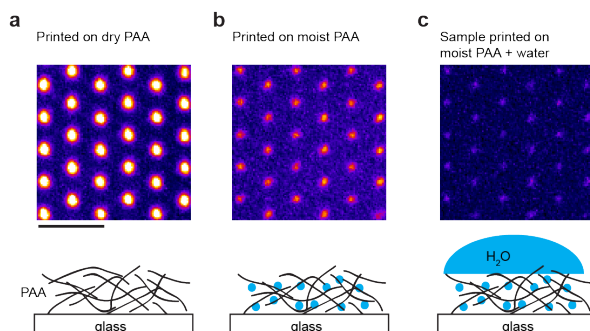 a
Printed on dry PAA
b
Printed on moist PAA
c
Sample printed on
moist PAA + water
PAA
glass
glass
H₂O
glass